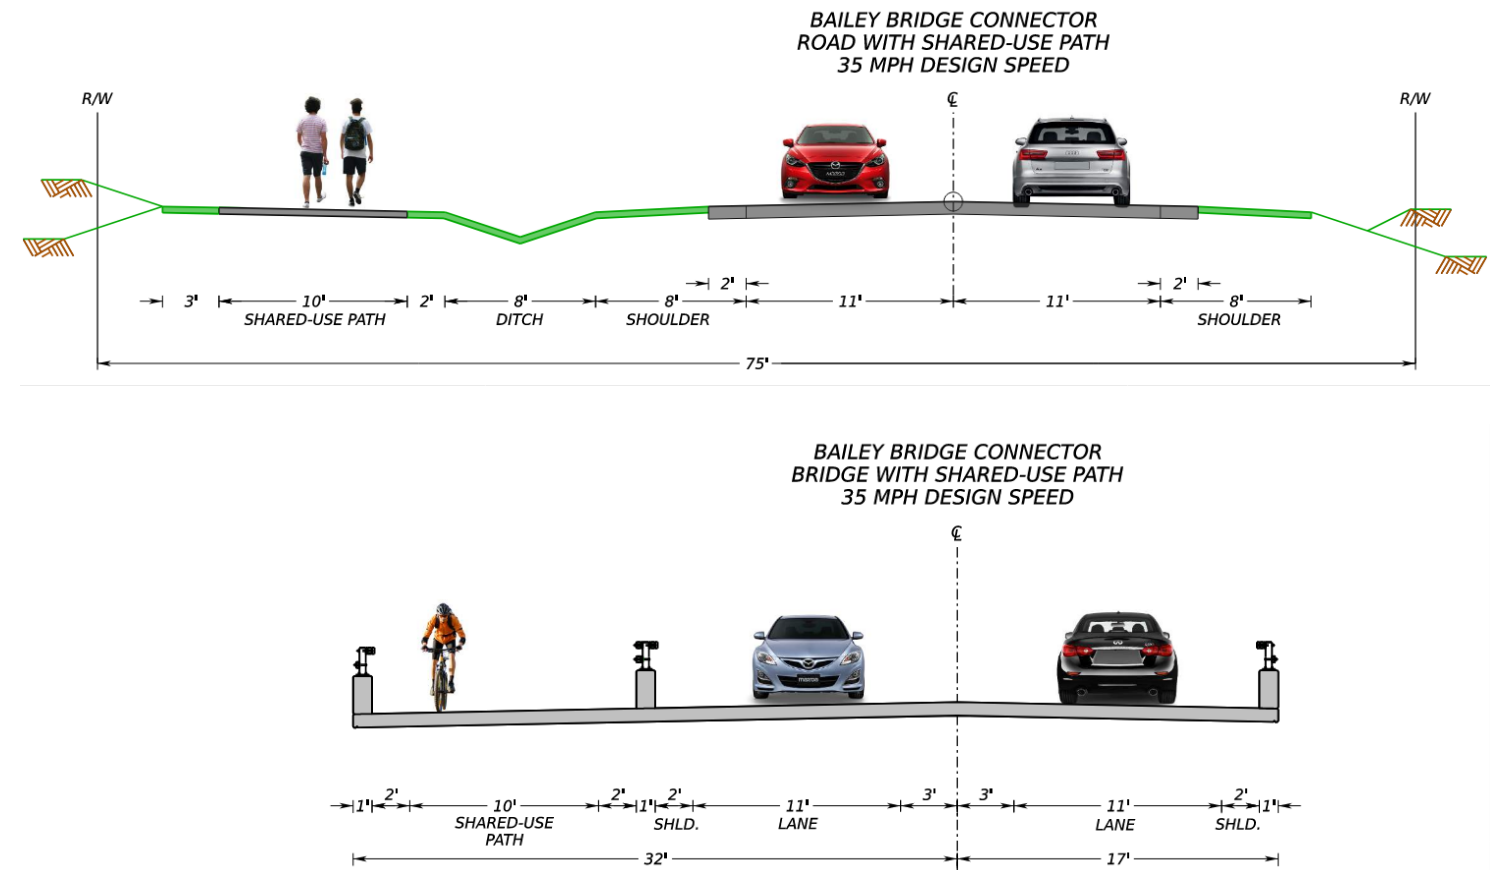 BAILEY BRIDGE CONNECTOR
ROAD WITH SHARED-USE PATH
35 MPH DESIGN SPEED
R/W
℄
R/W
2'
2'
3'
10'
2'
8'
8'
11'
11'
8'
SHARED-USE PATH
DITCH
SHOULDER
SHOULDER
75'
BAILEY BRIDGE CONNECTOR
BRIDGE WITH SHARED-USE PATH
35 MPH DESIGN SPEED
℄
1'
2'
10'
2'
1'
2'
11'
3'
3'
11'
2'
1'
SHARED-USE
PATH
SHLD.
LANE
LANE
SHLD.
32'
17'